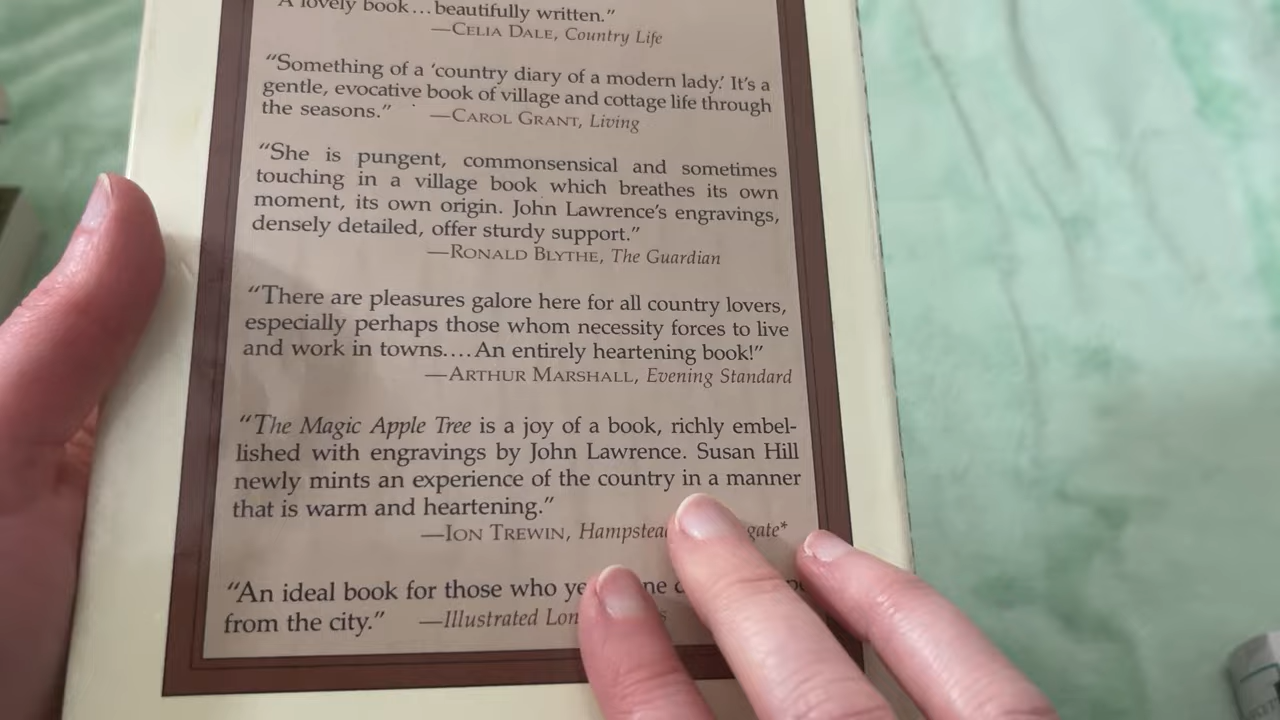 A lovely book…beautifully written.”
—CELIA DALE, Country Life
“Something of a ‘country diary of a modern lady.’ It’s a
gentle, evocative book of village and cottage life through
the seasons.” —CAROL GRANT, Living
“She is pungent, commonsensical and sometimes
touching in a village book which breathes its own
moment, its own origin. John Lawrence’s engravings,
densely detailed, offer sturdy support.”
—RONALD BLYTHE, The Guardian
“There are pleasures galore here for all country lovers,
especially perhaps those whom necessity forces to live
and work in towns.…An entirely heartening book!”
—ARTHUR MARSHALL, Evening Standard
“The Magic Apple Tree is a joy of a book, richly embel-
lished with engravings by John Lawrence. Susan Hill
newly mints an experience of the country in a manner
that is warm and heartening.”
—ION TREWIN,
“An ideal book for those who
from the city.” —Illustrated